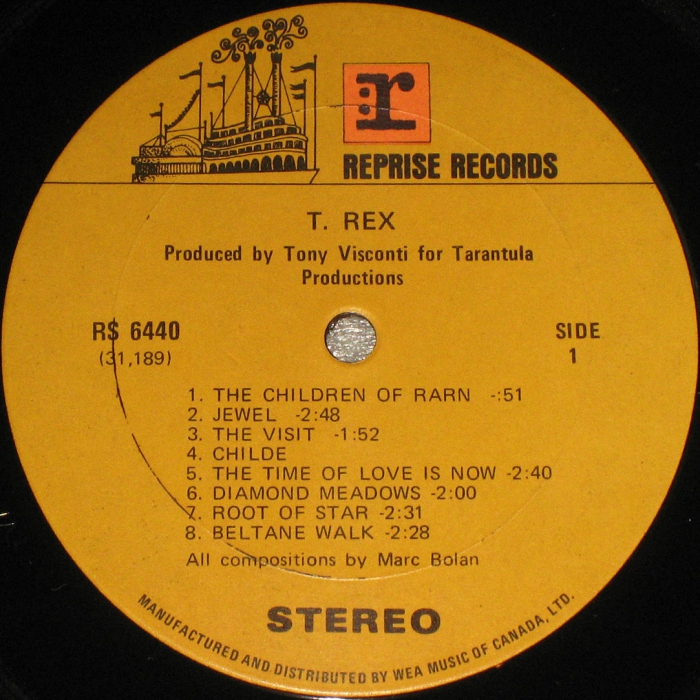 r
REPRISE RECORDS
T. REX
Produced by Tony Visconti for Tarantula
Productions
RS 6440
(31,189)
SIDE
1
1. THE CHILDREN OF RARN -:51
2. JEWEL -2:48
3. THE VISIT -1:52
4. CHILDE
5. THE TIME OF LOVE IS NOW -2:40
6. DIAMOND MEADOWS -2:00
7. ROOT OF STAR -2:31
8. BELTANE WALK -2:28
All compositions by Marc Bolan
STEREO
MANUFACTURED AND DISTRIBUTED BY WEA MUSIC OF CANADA, LTD.